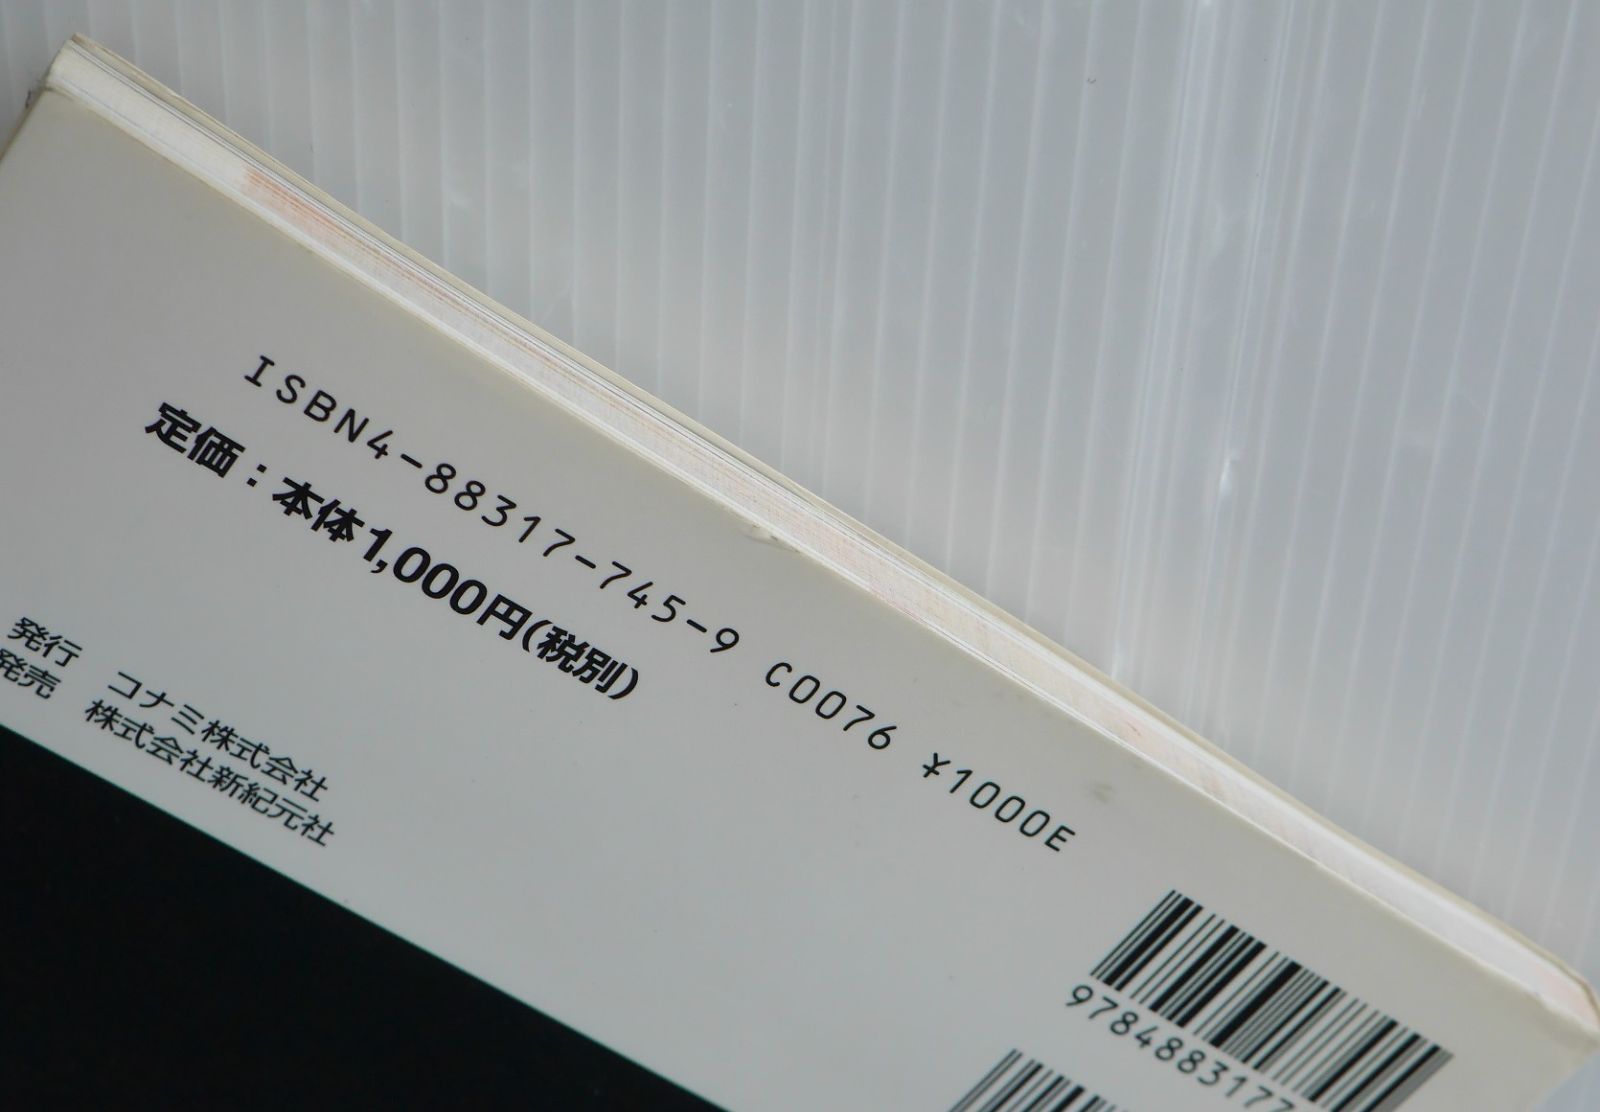 ISBN4-88317-745-9 C0076 ¥1000E
定価：本体1,000円(税別)
発行 コナミ株式会社
発売 株式会社新紀元社
9784883177